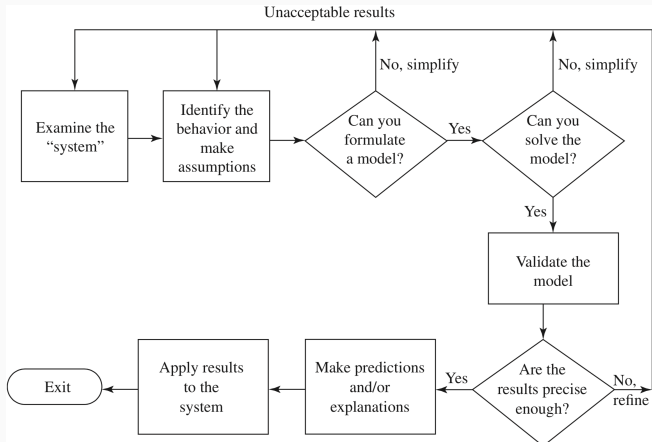 Unacceptable results
No, simplify
No, simplify
Examine the
“system”
Identify the
behavior and
make
assumptions
Can you
formulate
a model?
Yes
Can you
solve the
model?
Yes
Validate the
model
Are the
results precise
enough?
No,
refine
Yes
Make predictions
and/or
explanations
Apply results
to the
system
Exit